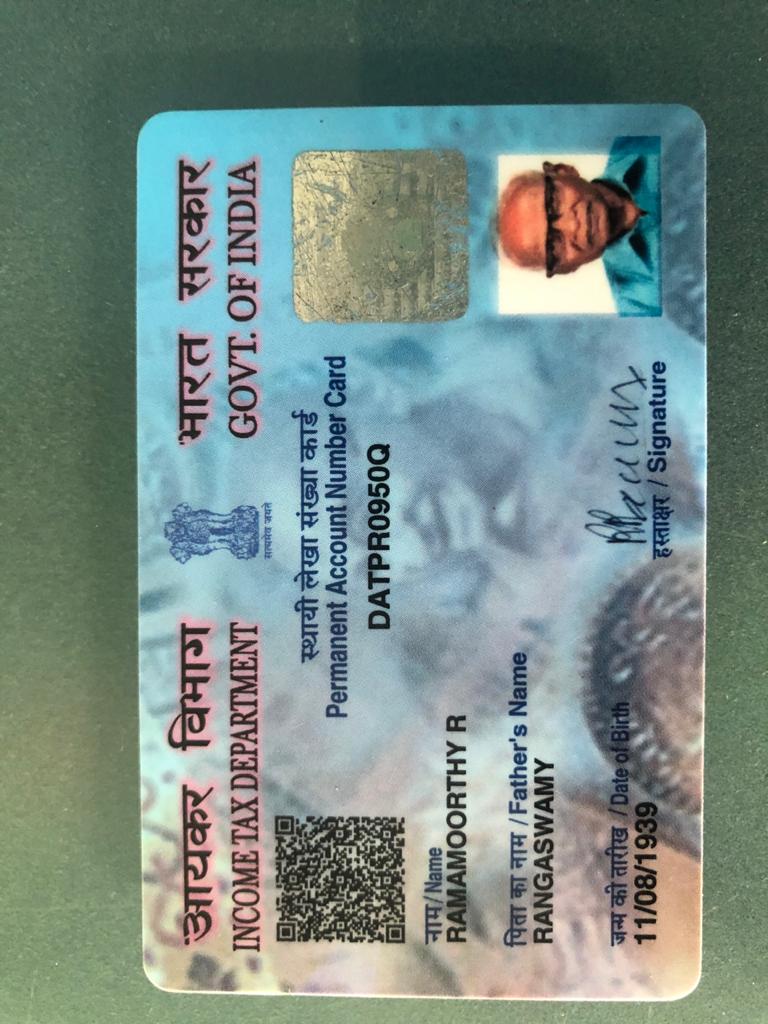 आयकर विभाग
INCOME TAX DEPARTMENT
सत्यमेव जयते
भारत सरकार
GOVT. OF INDIA
स्थायी लेखा संख्या कार्ड
Permanent Account Number Card
DATPR0950Q
नाम / Name
RAMAMOORTHY R
पिता का नाम / Father's Name
RANGASWAMY
जन्म की तारीख / Date of Birth
11/08/1939
हस्ताक्षर / Signature